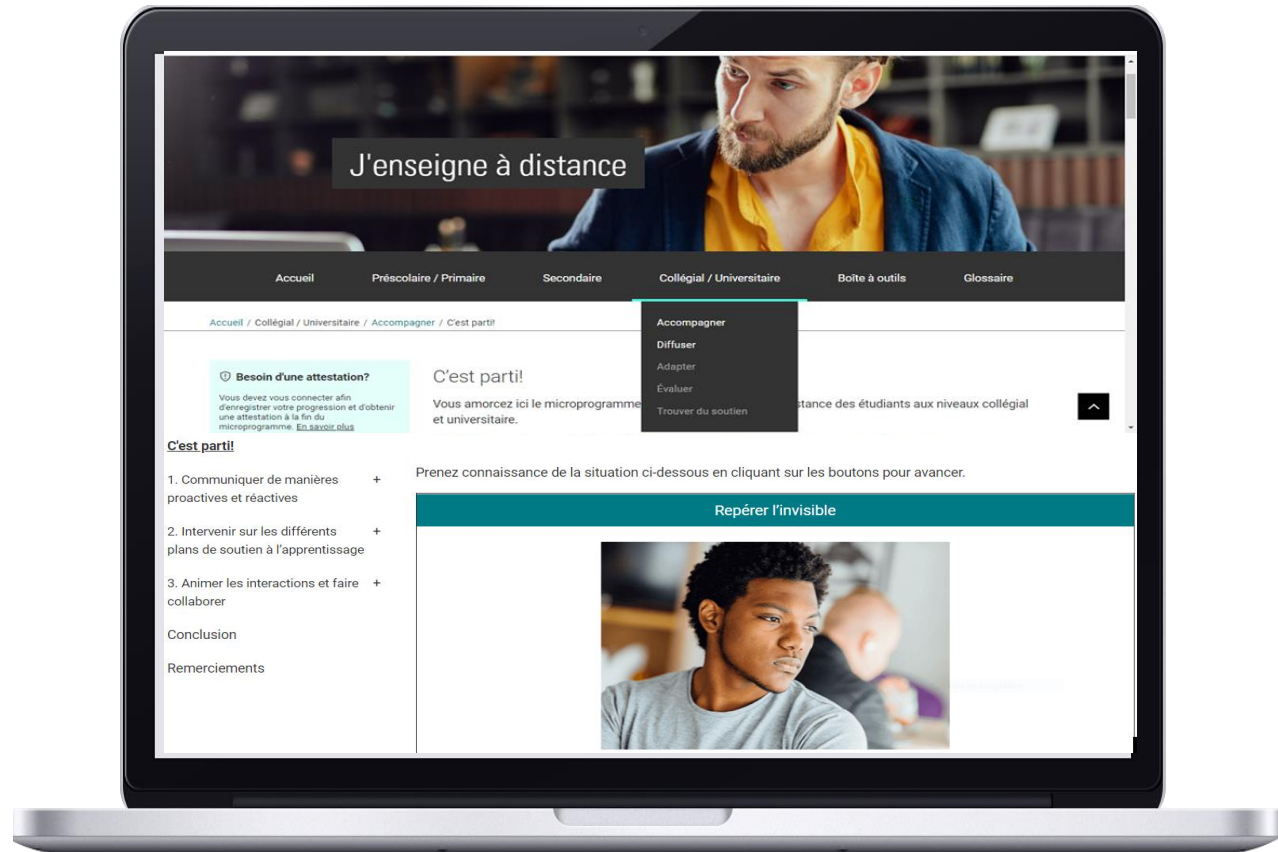 J'enseigne à distance
Accueil
Préscolaire / Primaire
Secondaire
Collégial / Universitaire
Boîte à outils
Glossaire
Accueil / Collégial / Universitaire / Accompagner / C'est parti!
Accompagner
Diffuser
Adapter
Évaluer
Trouver du soutien
Besoin d'une attestation?
Vous devez vous connecter afin
d'enregistrer votre progression et d'obtenir
une attestation à la fin du
microprogramme. En savoir plus
C'est parti!
Vous amorcez ici le microprogramme stance des étudiants aux niveaux collégial
et universitaire.
C'est parti!
1. Communiquer de manières +
proactives et réactives
2. Intervenir sur les différents +
plans de soutien à l'apprentissage
3. Animer les interactions et faire +
collaborer
Conclusion
Remerciements
Prenez connaissance de la situation ci-dessous en cliquant sur les boutons pour avancer.
Repérer l'invisible